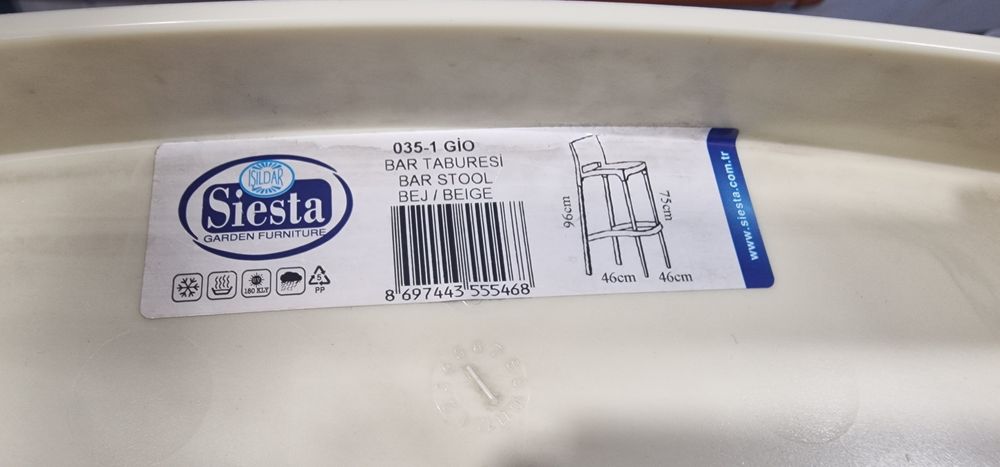 IŞILDAR
Siesta
GARDEN FURNITURE
180 KLY
5
PP
035-1 GİO
BAR TABURESİ
BAR STOOL
BEJ / BEIGE
8 697443 555468
96cm
75cm
46cm
46cm
www.siesta.com.tr